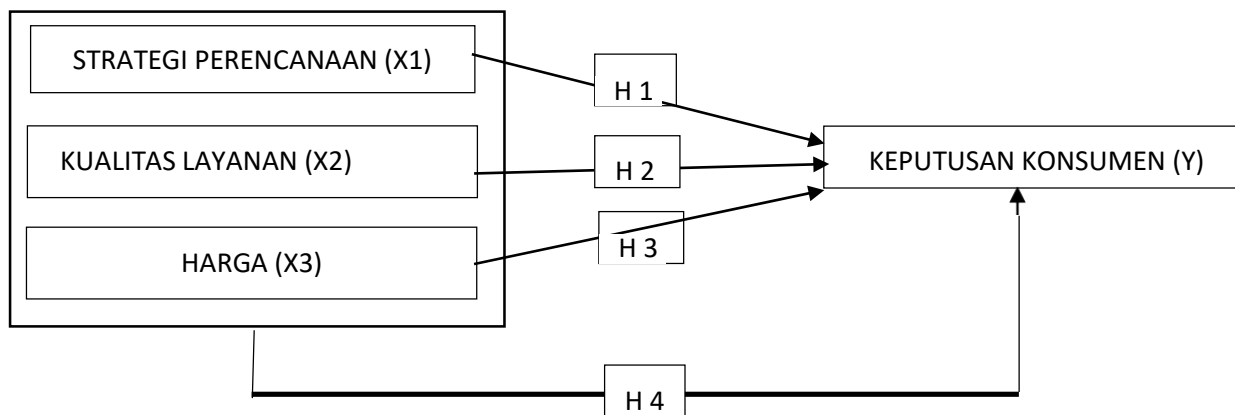 STRATEGI PERENCANAAN (X1)
H 1
KUALITAS LAYANAN (X2)
H 2
KEPUTUSAN KONSUMEN (Y)
HARGA (X3)
H 3
H 4